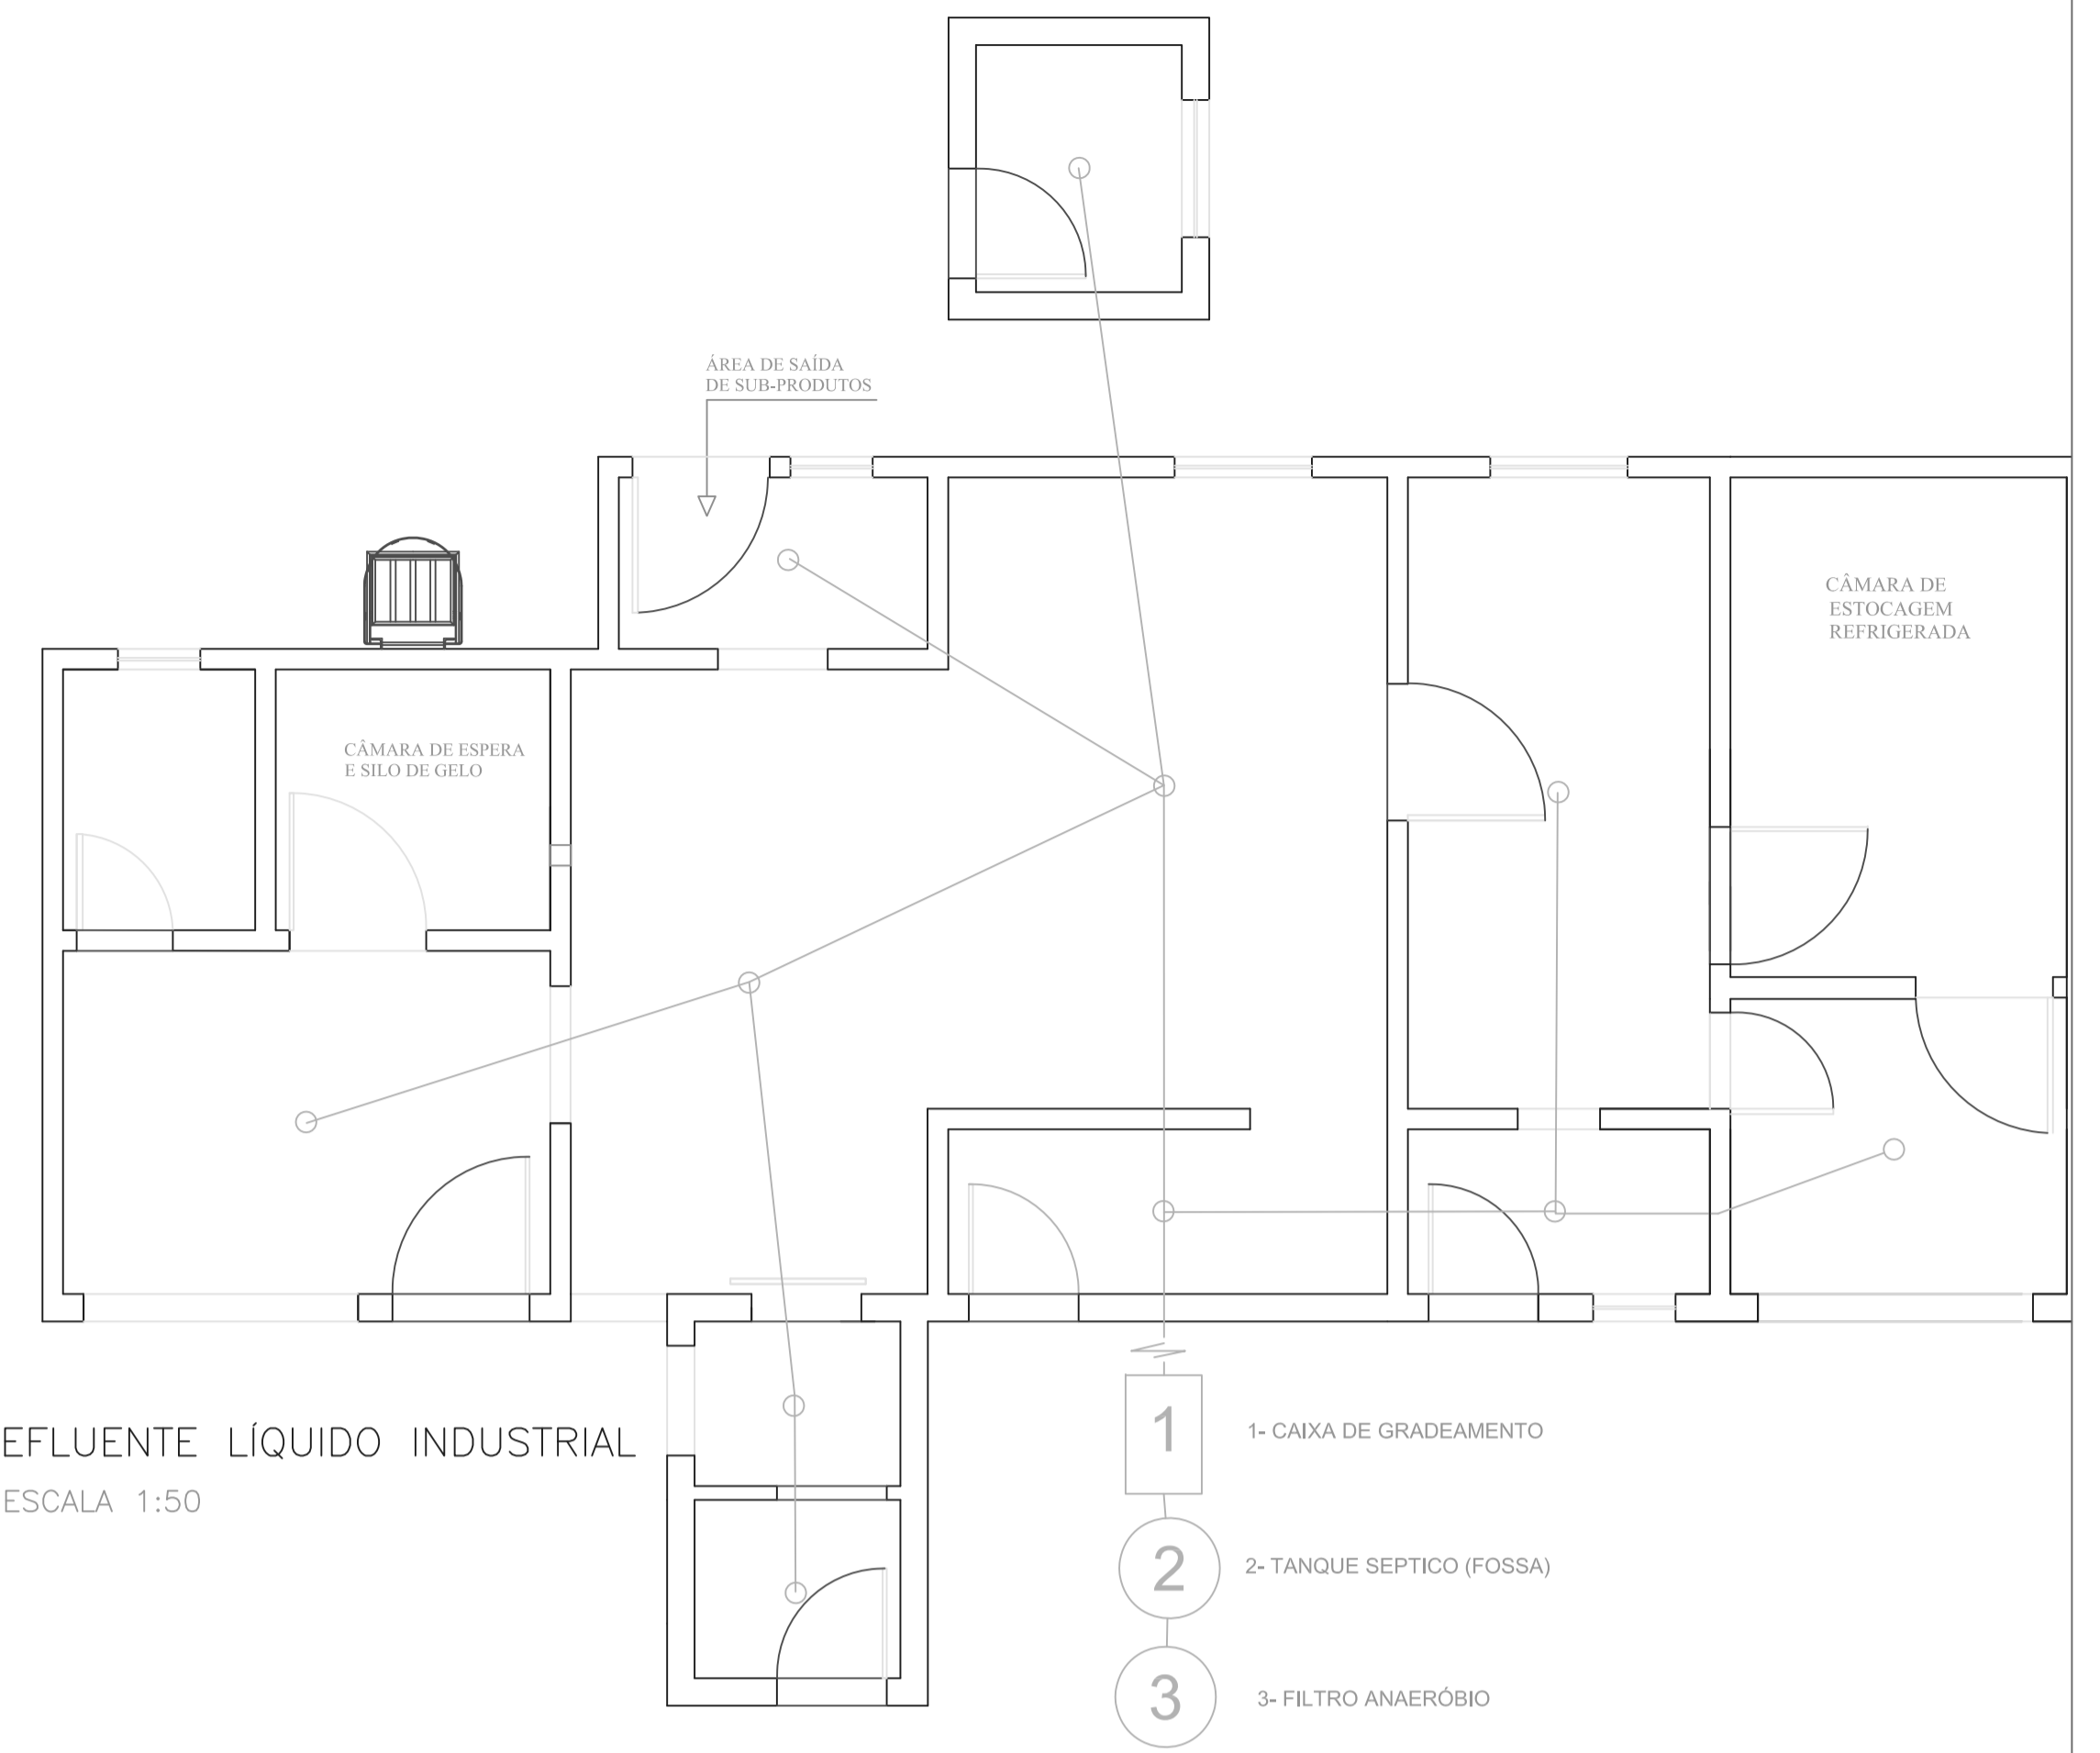 ÁREA DE SAÍDA
DE SUB-PRODUTOS
CÂMARA DE
ESTOCAGEM
REFRIGERADA
CÂMARA DE ESPERA
E SILO DE GELO
EFLUENTE LÍQUIDO INDUSTRIAL
ESCALA 1:50
1
1- CAIXA DE GRADEAMENTO
2
2- TANQUE SEPTICO (FOSSA)
3
3- FILTRO ANAERÓBIO